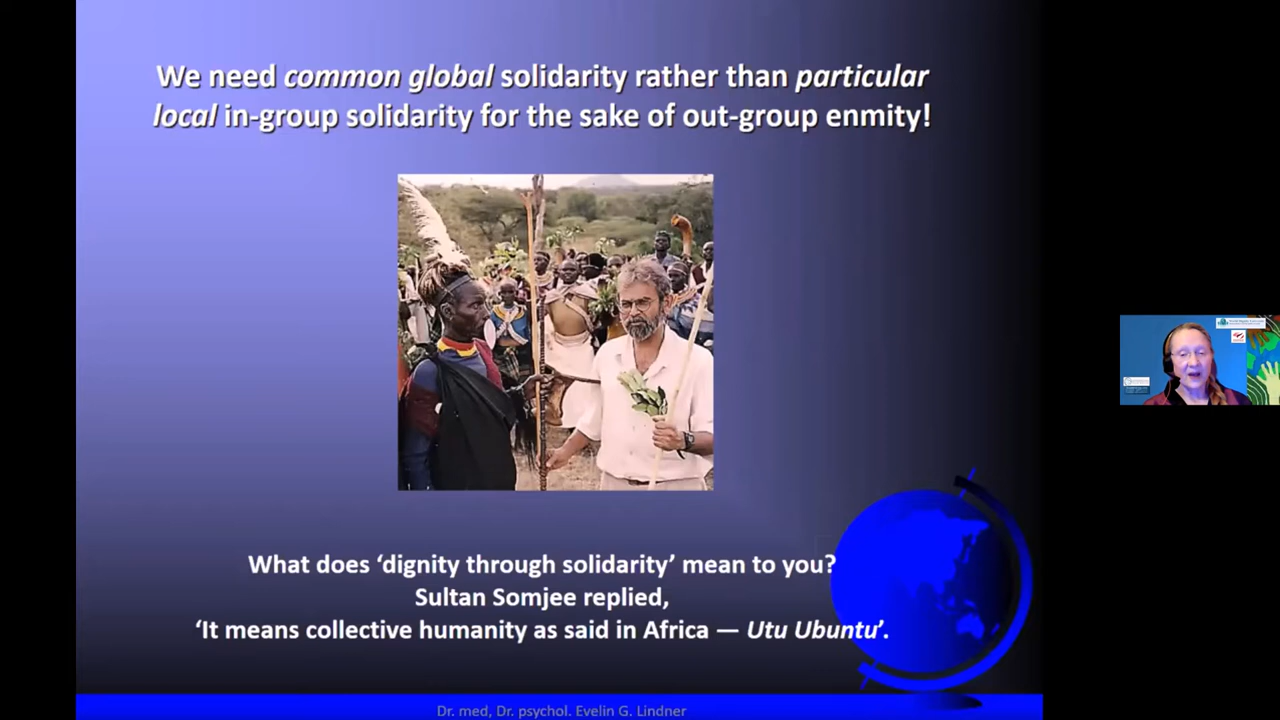 We need common global solidarity rather than particular
local in-group solidarity for the sake of out-group enmity!
What does ‘dignity through solidarity’ mean to you?
Sultan Somjee replied,
‘It means collective humanity as said in Africa — Utu Ubuntu’.
Dr. med, Dr. psychol. Evelin G. Lindner